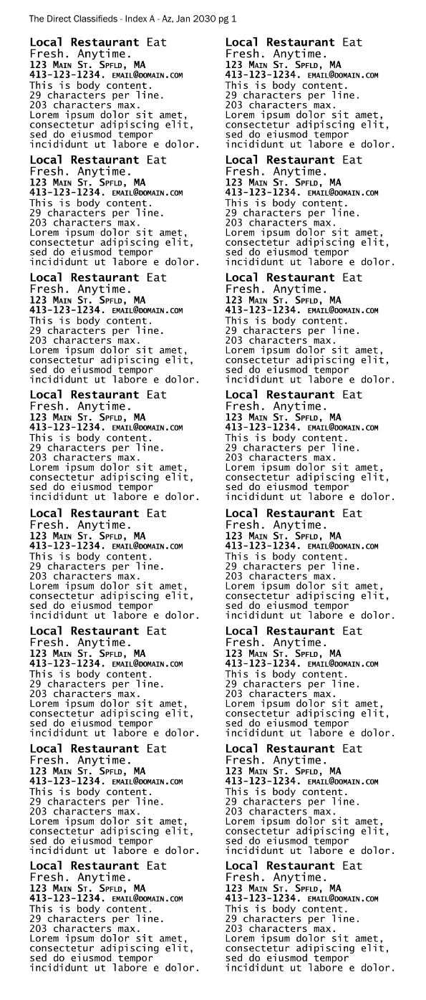 The Direct Classifieds - Index A - Az, Jan 2030 pg 1
Local Restaurant Eat
Fresh. Anytime.
123 Main St. Spfld, MA
413-123-1234. email@domain.com
This is body content.
29 characters per line.
203 characters max.
Lorem ipsum dolor sit amet,
consectetur adipiscing elit,
sed do eiusmod tempor
incididunt ut labore e dolor.
Local Restaurant Eat
Fresh. Anytime.
123 Main St. Spfld, MA
413-123-1234. email@domain.com
This is body content.
29 characters per line.
203 characters max.
Lorem ipsum dolor sit amet,
consectetur adipiscing elit,
sed do eiusmod tempor
incididunt ut labore e dolor.
Local Restaurant Eat
Fresh. Anytime.
123 Main St. Spfld, MA
413-123-1234. email@domain.com
This is body content.
29 characters per line.
203 characters max.
Lorem ipsum dolor sit amet,
consectetur adipiscing elit,
sed do eiusmod tempor
incididunt ut labore e dolor.
Local Restaurant Eat
Fresh. Anytime.
123 Main St. Spfld, MA
413-123-1234. email@domain.com
This is body content.
29 characters per line.
203 characters max.
Lorem ipsum dolor sit amet,
consectetur adipiscing elit,
sed do eiusmod tempor
incididunt ut labore e dolor.
Local Restaurant Eat
Fresh. Anytime.
123 Main St. Spfld, MA
413-123-1234. email@domain.com
This is body content.
29 characters per line.
203 characters max.
Lorem ipsum dolor sit amet,
consectetur adipiscing elit,
sed do eiusmod tempor
incididunt ut labore e dolor.
Local Restaurant Eat
Fresh. Anytime.
123 Main St. Spfld, MA
413-123-1234. email@domain.com
This is body content.
29 characters per line.
203 characters max.
Lorem ipsum dolor sit amet,
consectetur adipiscing elit,
sed do eiusmod tempor
incididunt ut labore e dolor.
Local Restaurant Eat
Fresh. Anytime.
123 Main St. Spfld, MA
413-123-1234. email@domain.com
This is body content.
29 characters per line.
203 characters max.
Lorem ipsum dolor sit amet,
consectetur adipiscing elit,
sed do eiusmod tempor
incididunt ut labore e dolor.
Local Restaurant Eat
Fresh. Anytime.
123 Main St. Spfld, MA
413-123-1234. email@domain.com
This is body content.
29 characters per line.
203 characters max.
Lorem ipsum dolor sit amet,
consectetur adipiscing elit,
sed do eiusmod tempor
incididunt ut labore e dolor.
Local Restaurant Eat
Fresh. Anytime.
123 Main St. Spfld, MA
413-123-1234. email@domain.com
This is body content.
29 characters per line.
203 characters max.
Lorem ipsum dolor sit amet,
consectetur adipiscing elit,
sed do eiusmod tempor
incididunt ut labore e dolor.
Local Restaurant Eat
Fresh. Anytime.
123 Main St. Spfld, MA
413-123-1234. email@domain.com
This is body content.
29 characters per line.
203 characters max.
Lorem ipsum dolor sit amet,
consectetur adipiscing elit,
sed do eiusmod tempor
incididunt ut labore e dolor.
Local Restaurant Eat
Fresh. Anytime.
123 Main St. Spfld, MA
413-123-1234. email@domain.com
This is body content.
29 characters per line.
203 characters max.
Lorem ipsum dolor sit amet,
consectetur adipiscing elit,
sed do eiusmod tempor
incididunt ut labore e dolor.
Local Restaurant Eat
Fresh. Anytime.
123 Main St. Spfld, MA
413-123-1234. email@domain.com
This is body content.
29 characters per line.
203 characters max.
Lorem ipsum dolor sit amet,
consectetur adipiscing elit,
sed do eiusmod tempor
incididunt ut labore e dolor.
Local Restaurant Eat
Fresh. Anytime.
123 Main St. Spfld, MA
413-123-1234. email@domain.com
This is body content.
29 characters per line.
203 characters max.
Lorem ipsum dolor sit amet,
consectetur adipiscing elit,
sed do eiusmod tempor
incididunt ut labore e dolor.
Local Restaurant Eat
Fresh. Anytime.
123 Main St. Spfld, MA
413-123-1234. email@domain.com
This is body content.
29 characters per line.
203 characters max.
Lorem ipsum dolor sit amet,
consectetur adipiscing elit,
sed do eiusmod tempor
incididunt ut labore e dolor.
Local Restaurant Eat
Fresh. Anytime.
123 Main St. Spfld, MA
413-123-1234. email@domain.com
This is body content.
29 characters per line.
203 characters max.
Lorem ipsum dolor sit amet,
consectetur adipiscing elit,
sed do eiusmod tempor
incididunt ut labore e dolor.
Local Restaurant Eat
Fresh. Anytime.
123 Main St. Spfld, MA
413-123-1234. email@domain.com
This is body content.
29 characters per line.
203 characters max.
Lorem ipsum dolor sit amet,
consectetur adipiscing elit,
sed do eiusmod tempor
incididunt ut labore e dolor.